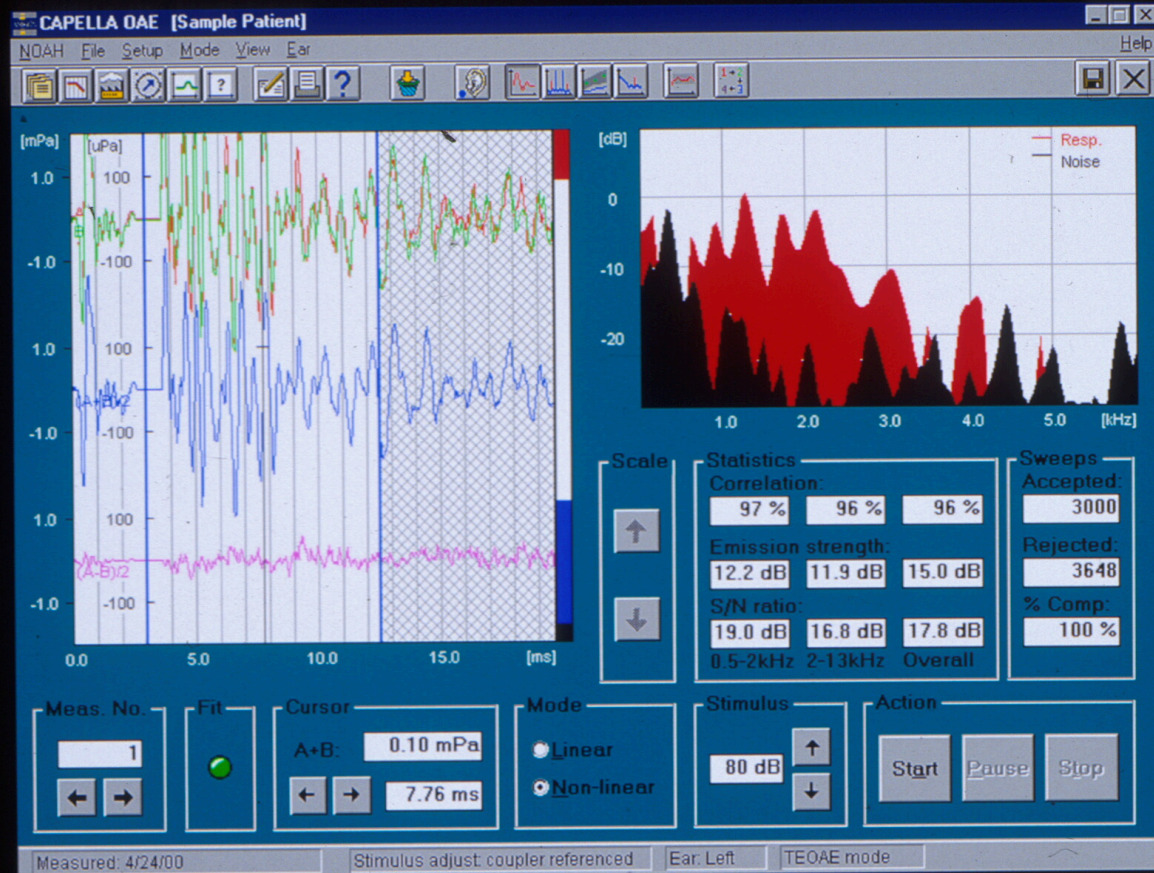 CAPELLA OAE [Sample Patient]
NOAH File Setup Mode View Ear Help
[mPa] [uPa]
1.0 100
A
B
-1.0 -100
1.0 100
(A+B)/2
-1.0 -100
1.0 100
(A-B)/2
-1.0 -100
0.0 5.0 10.0 15.0 [ms]
[dB]
Resp.
Noise
0
-10
-20
1.0 2.0 3.0 4.0 5.0 [kHz]
Scale
Statistics
Correlation:
97 % 96 % 96 %
Emission strength:
12.2 dB 11.9 dB 15.0 dB
S/N ratio:
19.0 dB 16.8 dB 17.8 dB
0.5-2kHz 2-13kHz Overall
Sweeps
Accepted:
3000
Rejected:
3648
% Comp:
100 %
Meas. No.
1
Fit
Cursor
A+B: 0.10 mPa
7.76 ms
Mode
Linear
Non-linear
Stimulus
80 dB
Action
Start Pause Stop
Measured: 4/24/00 Stimulus adjust: coupler referenced Ear: Left TEOAE mode